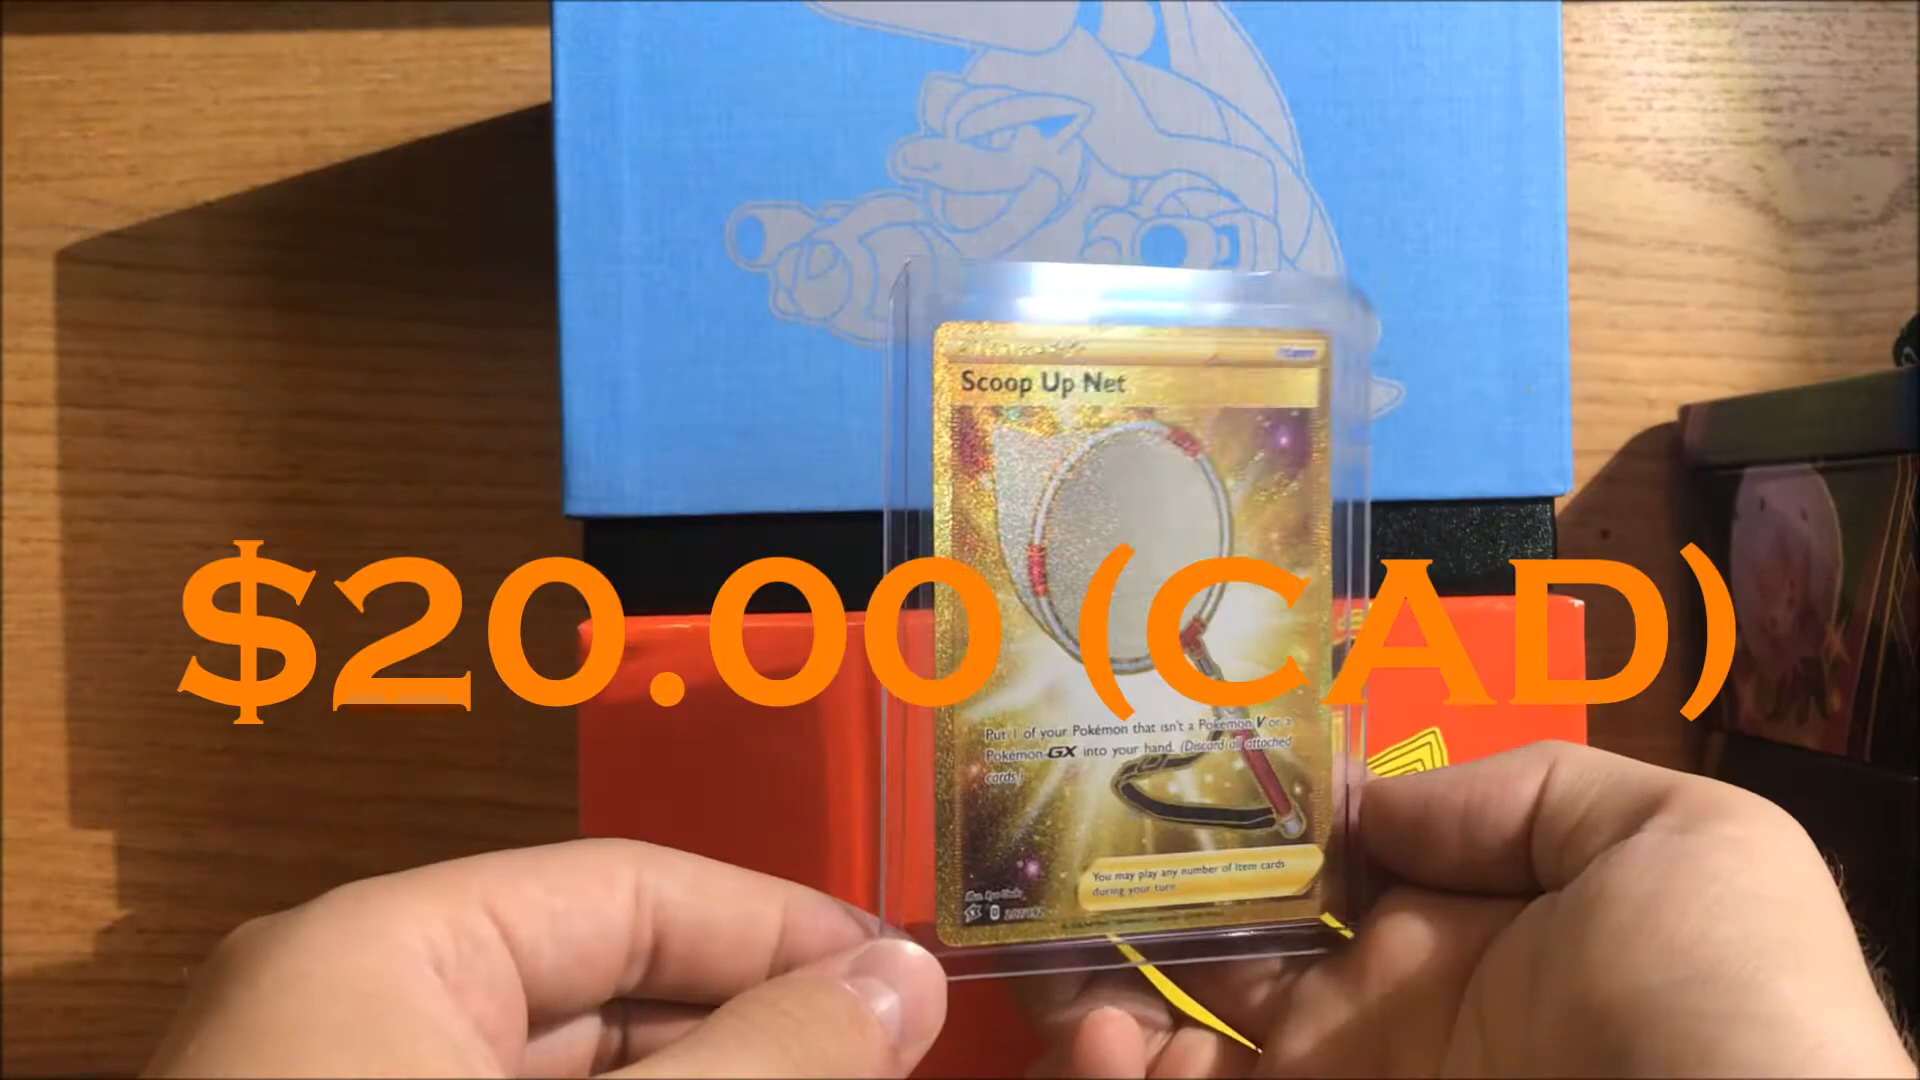 Scoop Up Net
$20.00 (CAD)
Put 1 of your Pokémon that isn't a Pokémon V or a
Pokémon-GX into your hand. (Discard all attached
cards.)
You may play any number of Item cards
during your turn.